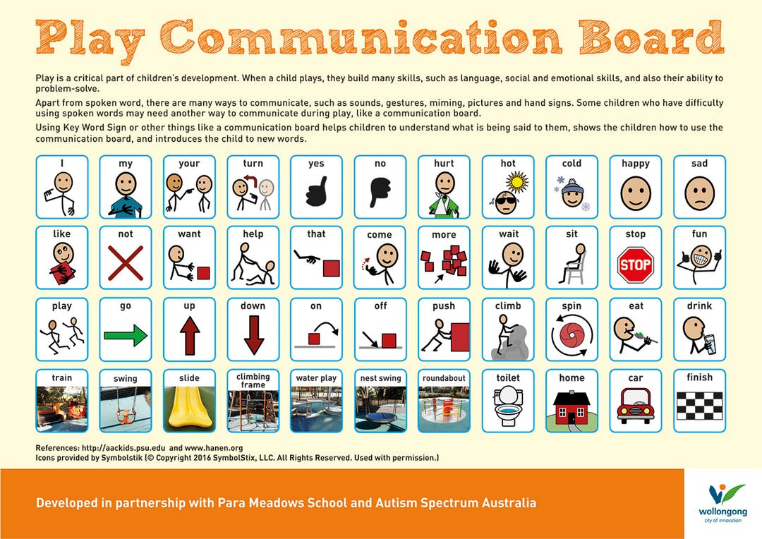 Play Communication Board
Play is a critical part of children's development. When a child plays, they build many skills, such as language, social and emotional skills, and also their ability to
problem-solve.
Apart from spoken word, there are many ways to communicate, such as sounds, gestures, miming, pictures and hand signs. Some children who have difficulty
using spoken words may need another way to communicate during play, like a communication board.
Using Key Word Sign or other things like a communication board helps children to understand what is being said to them, shows the children how to use the
communication board, and introduces the child to new words.
I my your turn yes no hurt hot cold happy sad
like not want help that come more wait sit stop fun
STOP
play go up down on off push climb spin eat drink
train swing slide climbing frame water play nest swing roundabout toilet home car finish
References: http://aackids.psu.edu and www.hanen.org
Icons provided by Symbolstik (© Copyright 2016 SymbolStix, LLC. All Rights Reserved. Used with permission.)
Developed in partnership with Para Meadows School and Autism Spectrum Australia
wollongong
city of innovation